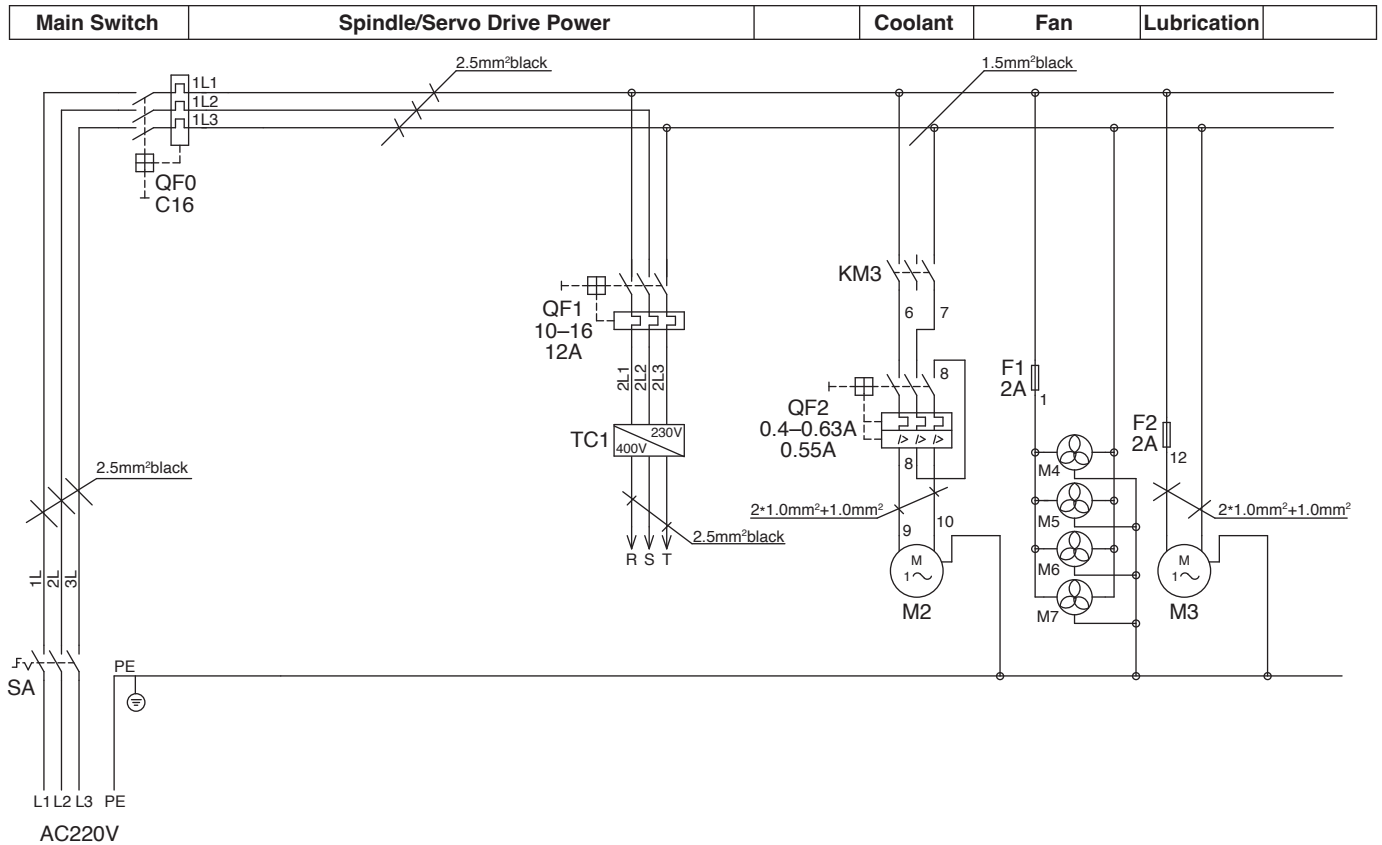 Main Switch
Spindle/Servo Drive Power
Coolant
Fan
Lubrication
2.5mm²black
1.5mm²black
1L1
1L2
1L3
QF0
C16
KM3
QF1
10–16
12A
6
7
2L1
2L2
2L3
8
F1
2A
1
QF2
0.4–0.63A
0.55A
TC1
230V
400V
8
F2
2A
12
M4
2.5mm²black
2*1.0mm²+1.0mm²
9
10
M5
2*1.0mm²+1.0mm²
2.5mm²black
R S T
M
1
M2
M6
M7
M
1
M3
1L
2L
3L
SA
PE
L1 L2 L3 PE
AC220V